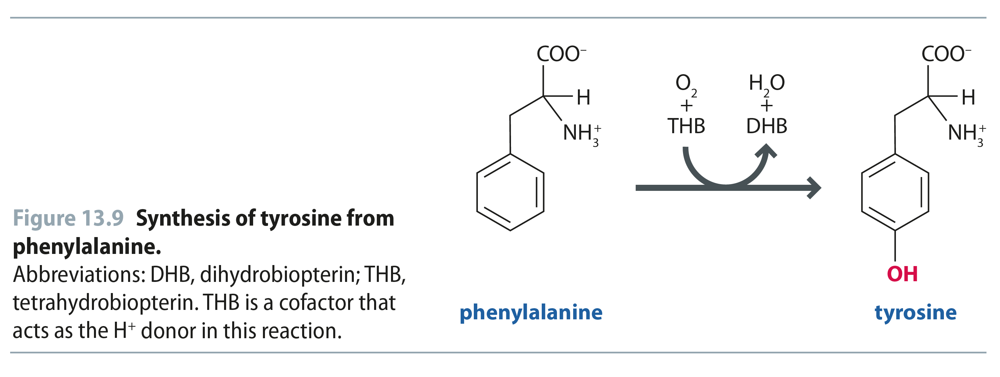 Figure 13.9 Synthesis of tyrosine from
phenylalanine.
Abbreviations: DHB, dihydrobiopterin; THB,
tetrahydrobiopterin. THB is a cofactor that
acts as the H⁺ donor in this reaction.
COO⁻
H
NH₃⁺
phenylalanine
O₂
+
THB
H₂O
+
DHB
COO⁻
H
NH₃⁺
OH
tyrosine